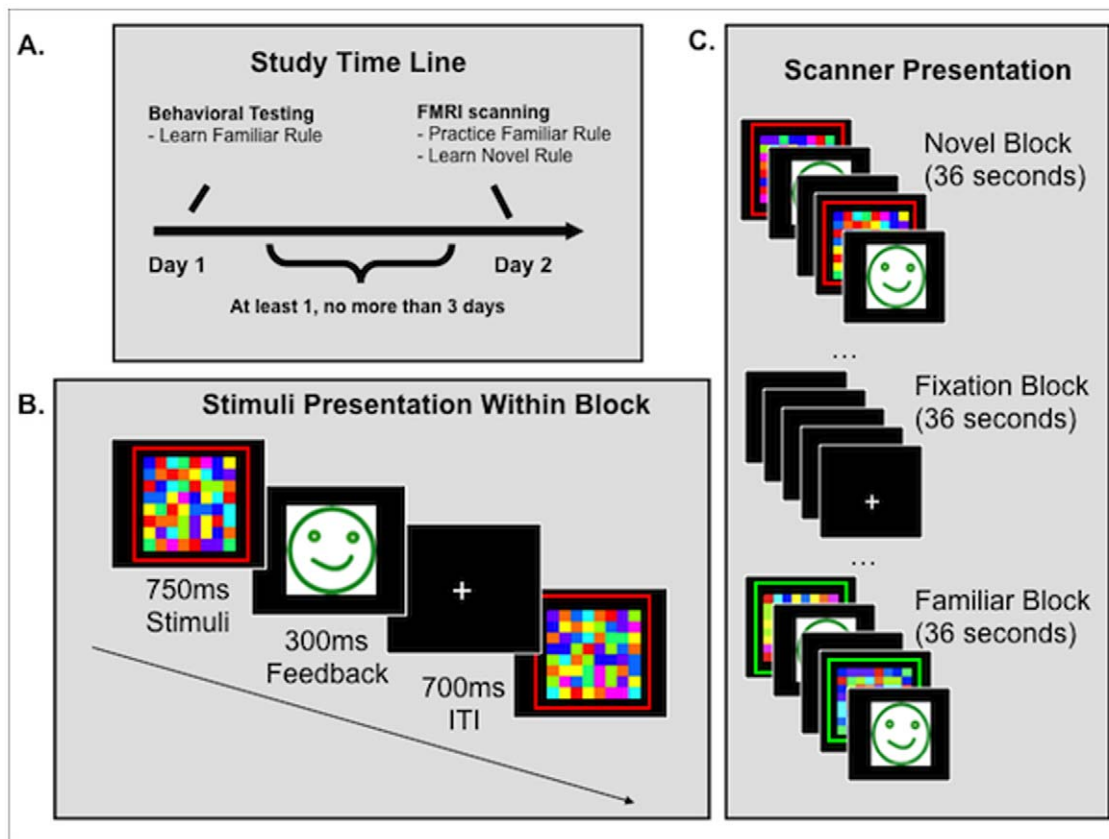 A.
Study Time Line
Behavioral Testing
- Learn Familiar Rule
FMRI scanning
- Practice Familiar Rule
- Learn Novel Rule
Day 1
Day 2
At least 1, no more than 3 days
B.
Stimuli Presentation Within Block
750ms
Stimuli
300ms
Feedback
+
700ms
ITI
C.
Scanner Presentation
Novel Block
(36 seconds)
...
Fixation Block
(36 seconds)
+
...
Familiar Block
(36 seconds)